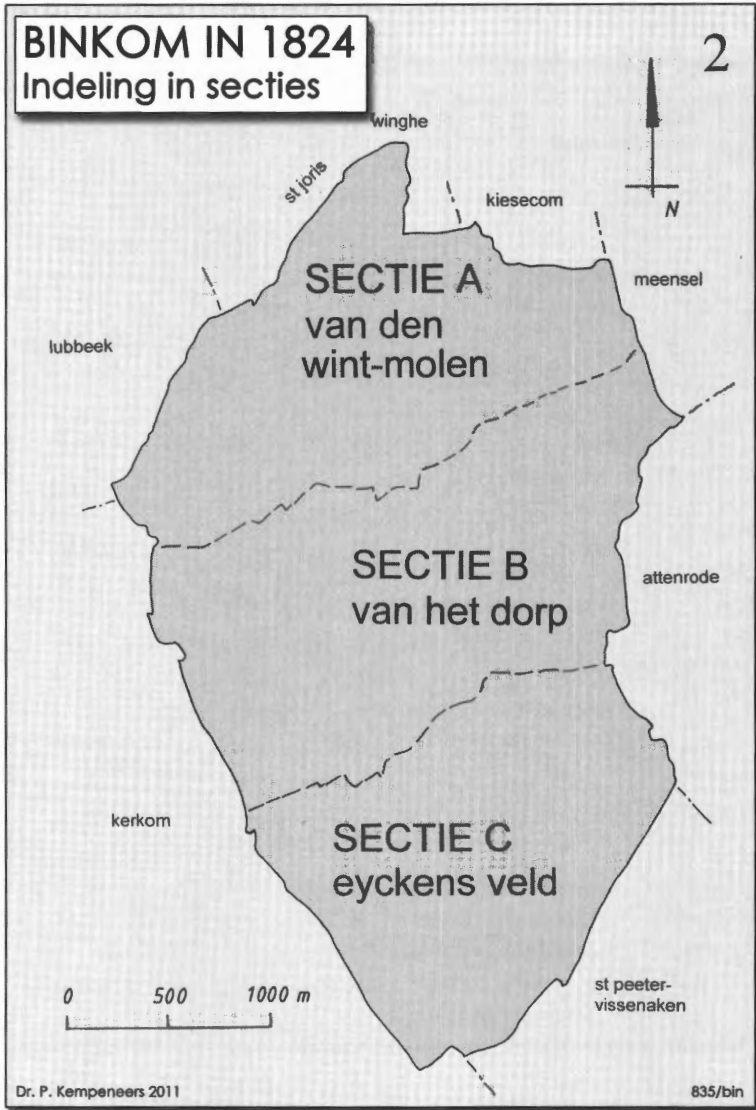 BINKOM IN 1824
Indeling in secties
2
winghe
st joris
kiesecom
N
meensel
SECTIE A
van den
wint-molen
lubbeek
SECTIE B
van het dorp
attenrode
kerkom
SECTIE C
eyckens veld
0 500 1000 m
st peeter-
vissenaken
Dr. P. Kempeneers 2011
835/bin